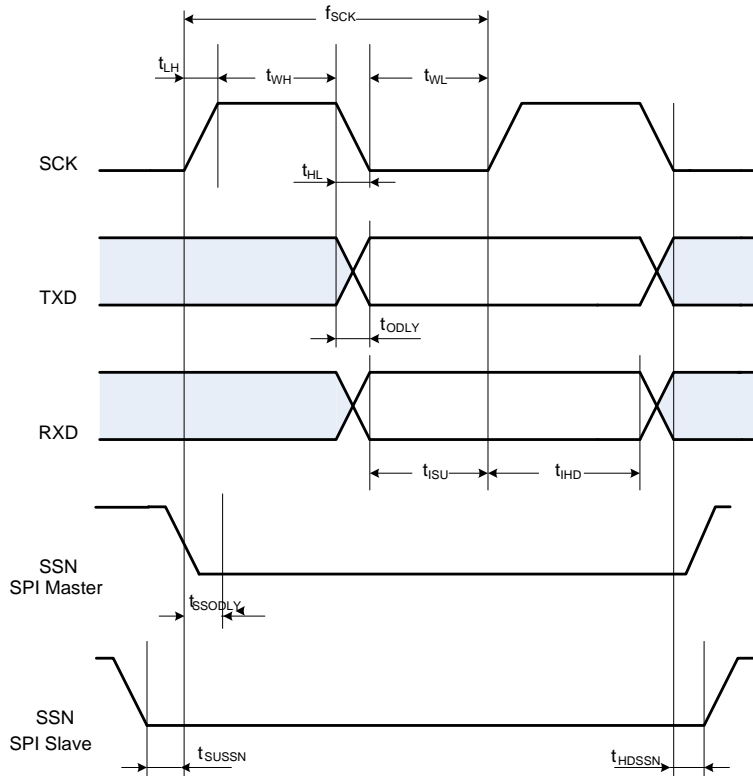 fSCK
tLH
tWH
tWL
SCK
tHL
TXD
tODLY
RXD
tISU
tIHD
SSN
SPI Master
tSSODLY
SSN
SPI Slave
tSUSSN
tHDSSN